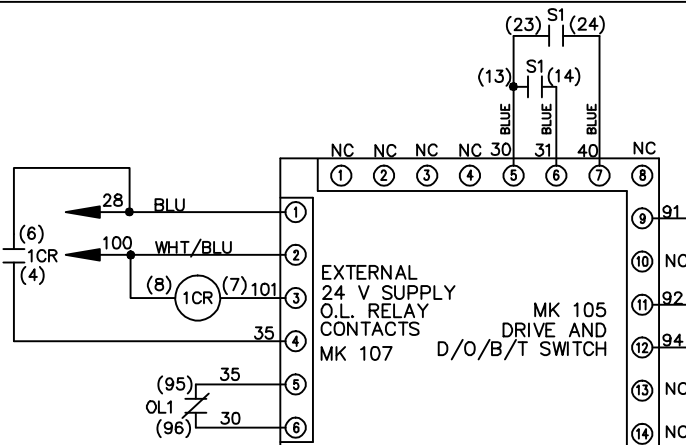 S1
(23) (24)
S1
(13) (14)
BLUE BLUE BLUE
NC NC NC NC 30 31 40 NC
1 2 3 4 5 6 7 8
28 BLU 1
9 91
(6)
1CR
(4)
100 WHT/BLU 2
10 NC
(8) 1CR (7) 101 3
11 92
35 4
12 94
EXTERNAL
24 V SUPPLY
O.L. RELAY
CONTACTS
MK 107
MK 105
DRIVE AND
D/O/B/T SWITCH
(95) 35 5
13 NC
OL1
(96) 30 6
14 NC